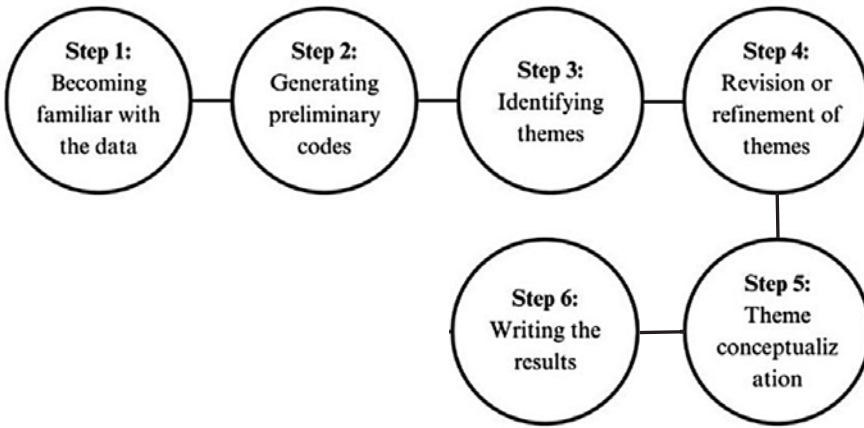 Step 1:
Becoming
familiar with
the data
Step 2:
Generating
preliminary
codes
Step 3:
Identifying
themes
Step 4:
Revision or
refinement of
themes
Step 5:
Theme
conceptualiz
ation
Step 6:
Writing the
results